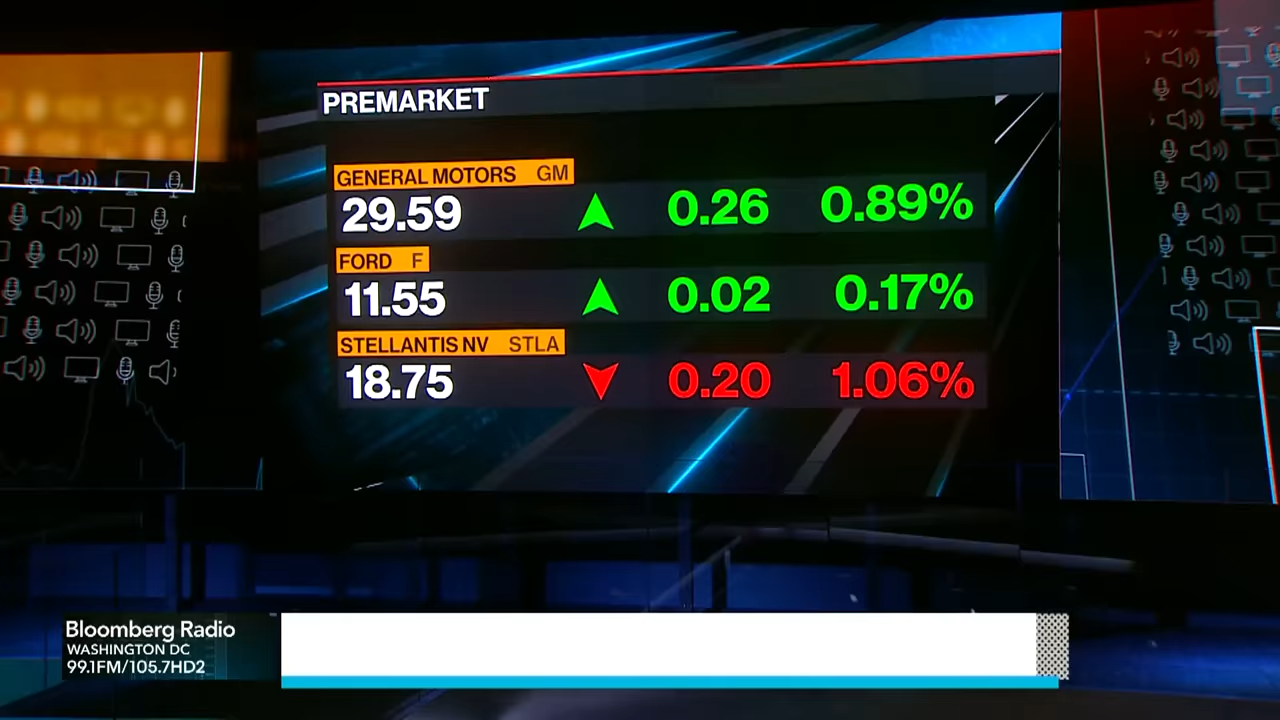 PREMARKET
GENERAL MOTORS GM
29.59 ▲ 0.26 0.89%
FORD F
11.55 ▲ 0.02 0.17%
STELLANTIS NV STLA
18.75 ▼ 0.20 1.06%
Bloomberg Radio
WASHINGTON DC
99.1FM/105.7HD2